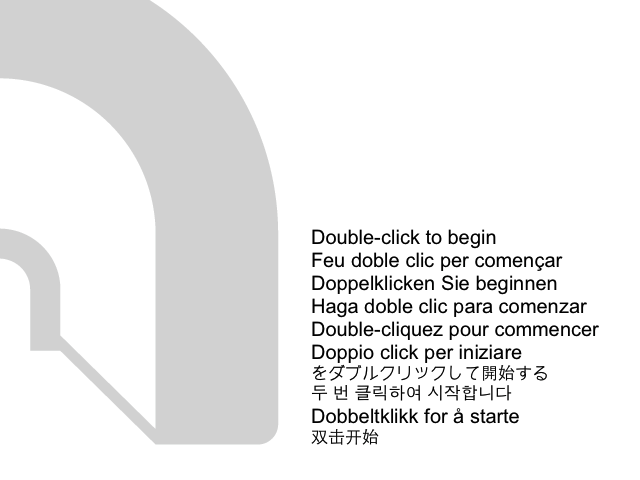 Double-click to begin
Feu doble clic per començar
Doppelklicken Sie beginnen
Haga doble clic para comenzar
Double-cliquez pour commencer
Doppio click per iniziare
をダブルクリックして開始する
두 번 클릭하여 시작합니다
Dobbeltklikk for å starte
双击开始